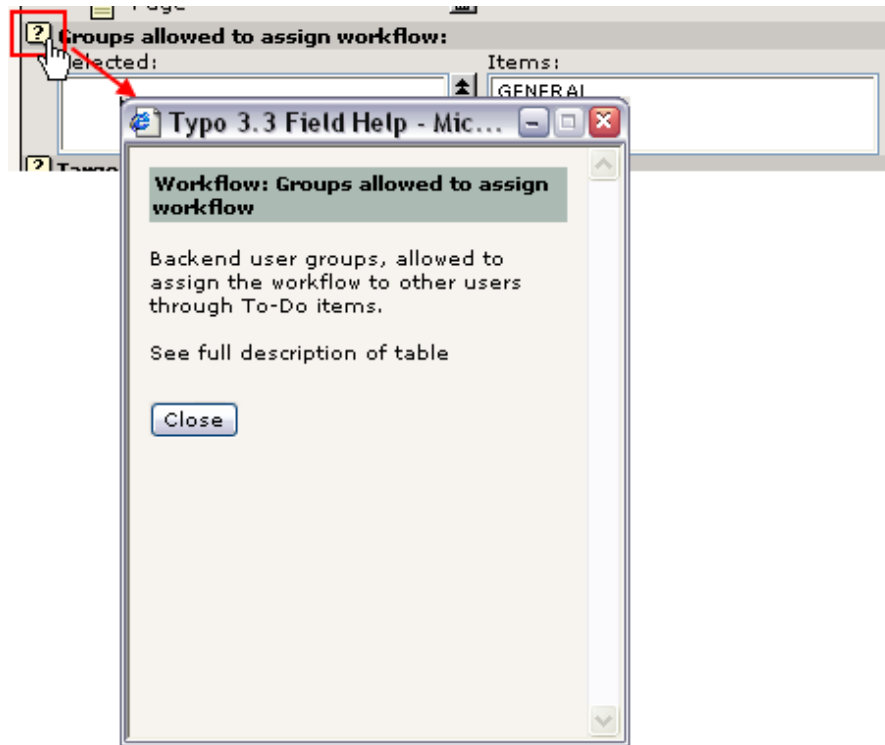 Page
? Groups allowed to assign workflow:
Selected: Items:
GENERAL
Typo 3.3 Field Help - Mic...
?
Workflow: Groups allowed to assign
workflow
Backend user groups, allowed to
assign the workflow to other users
through To-Do items.
See full description of table
Close